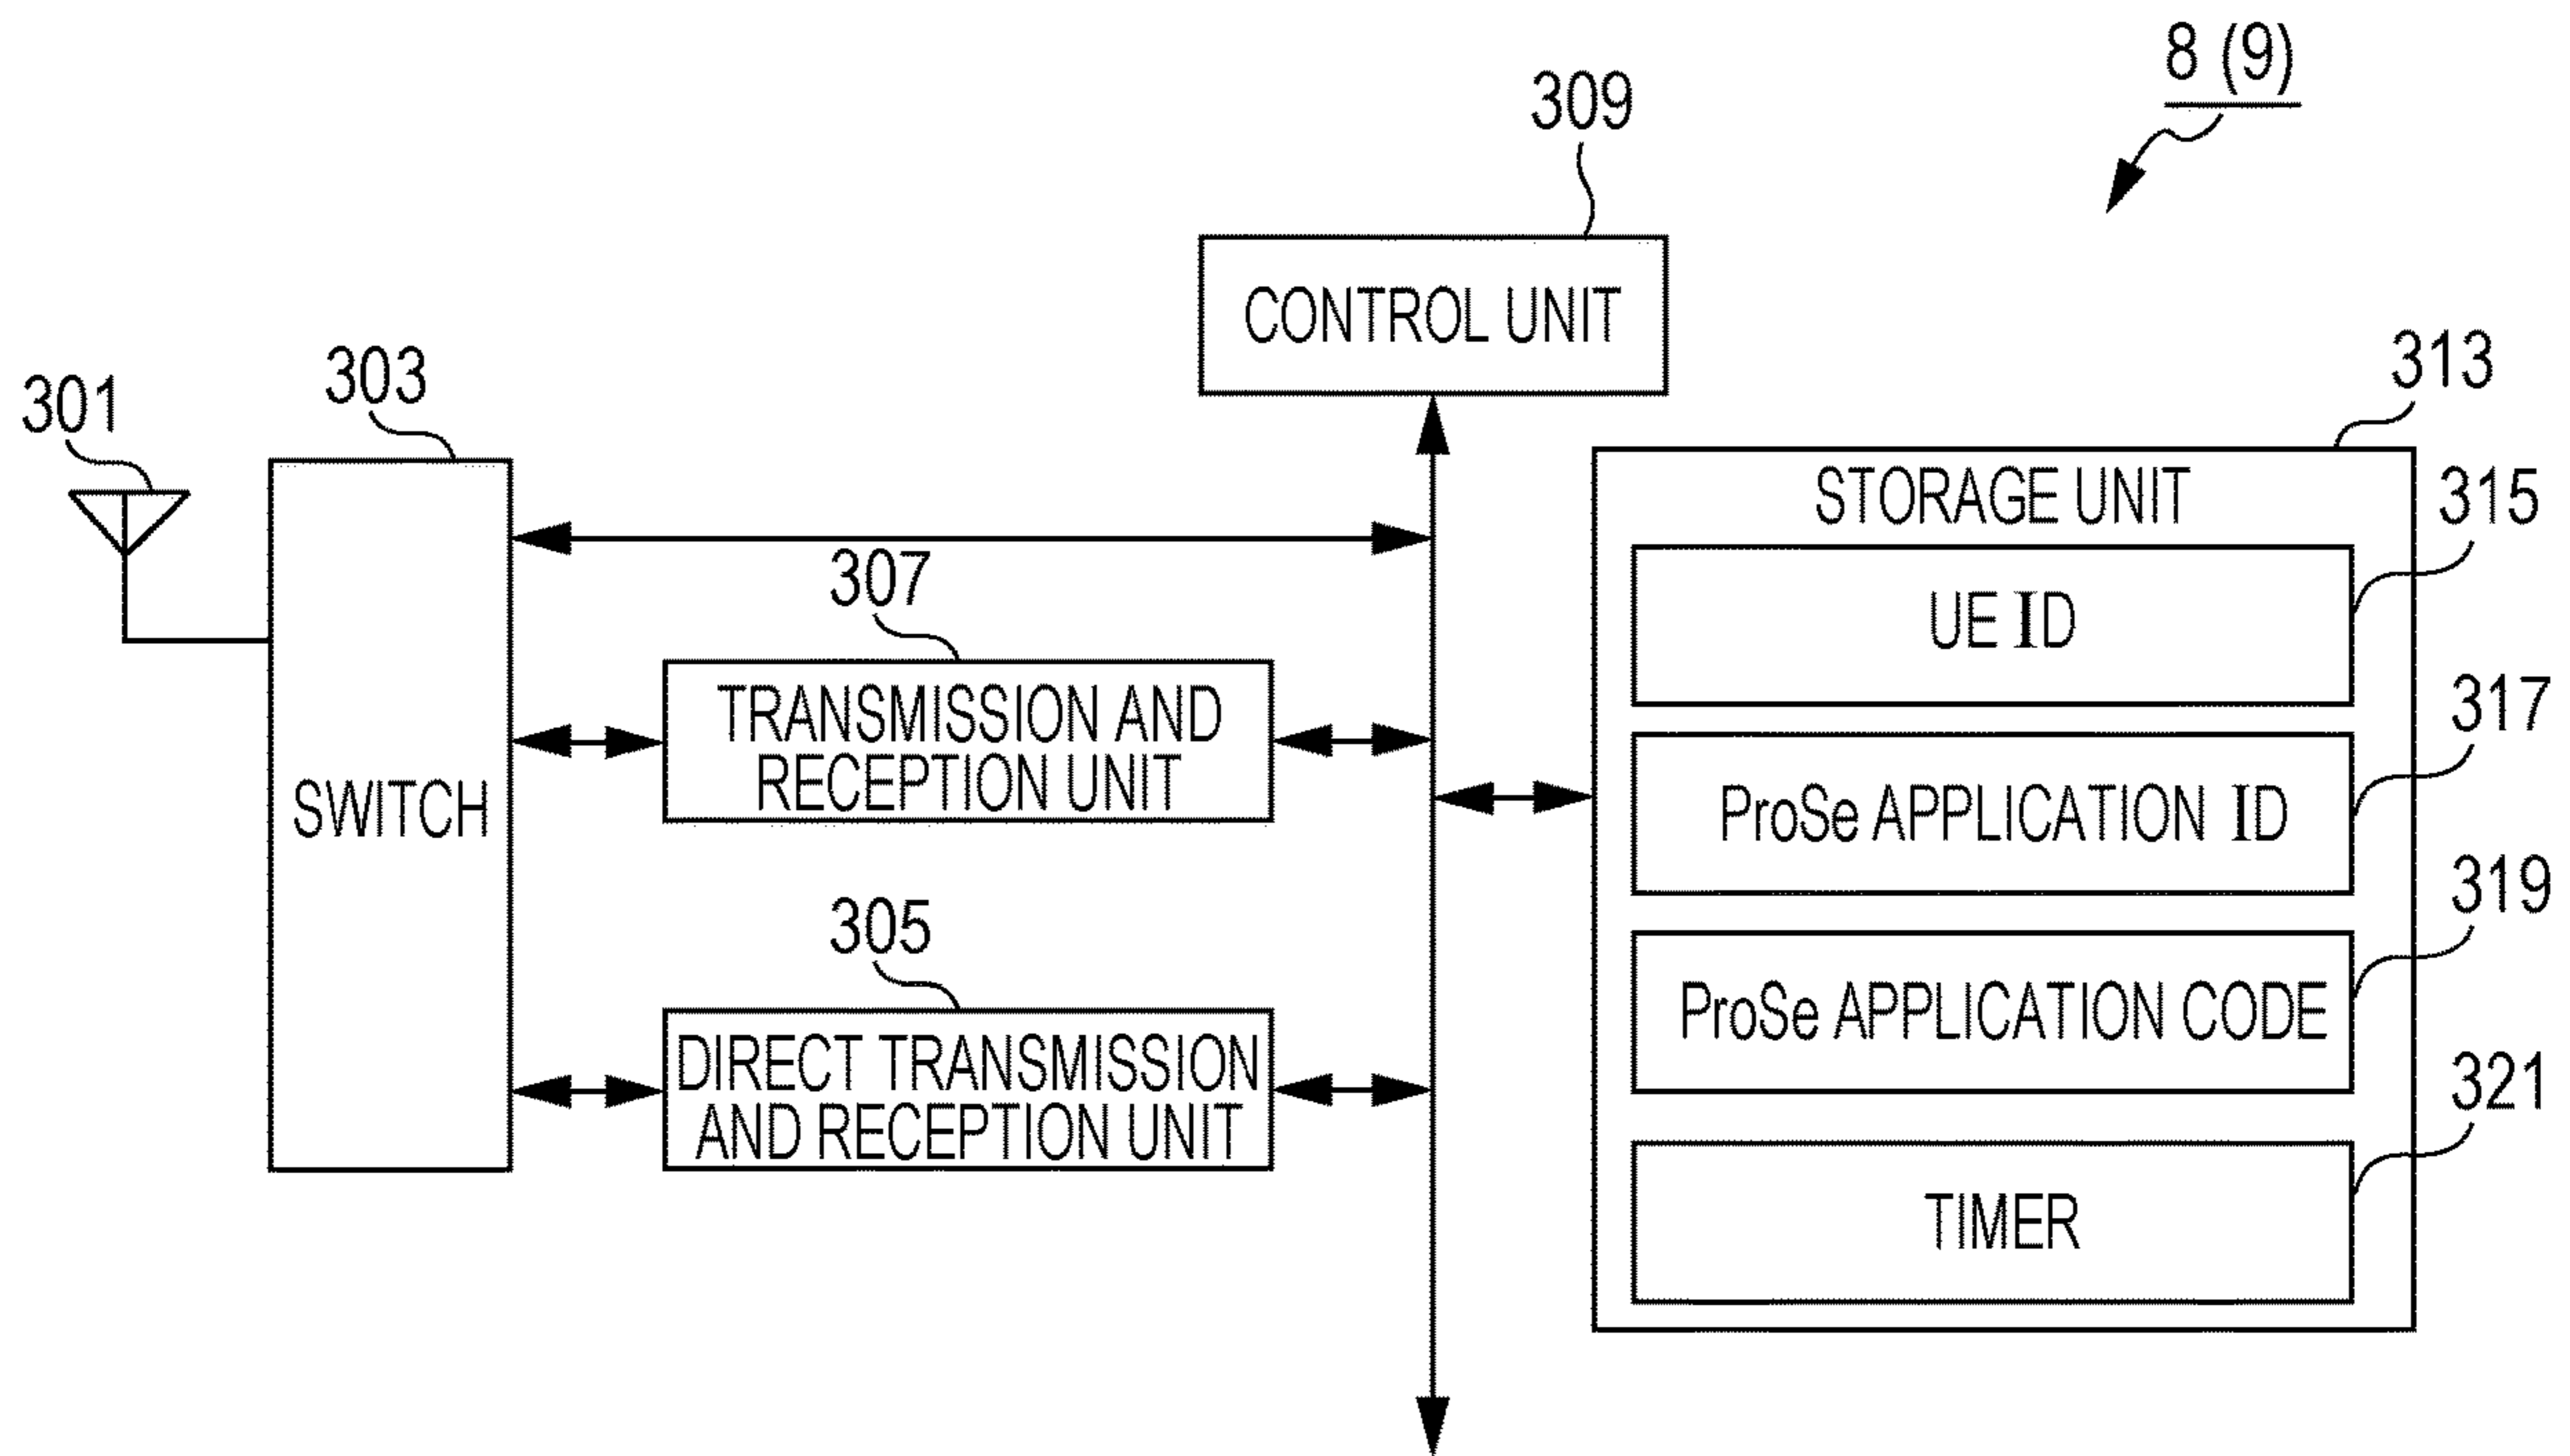 8 (9)
309
CONTROL UNIT
301
303
SWITCH
307
TRANSMISSION AND
RECEPTION UNIT
305
DIRECT TRANSMISSION
AND RECEPTION UNIT
313
STORAGE UNIT
315
UE ID
317
ProSe APPLICATION ID
319
ProSe APPLICATION CODE
321
TIMER